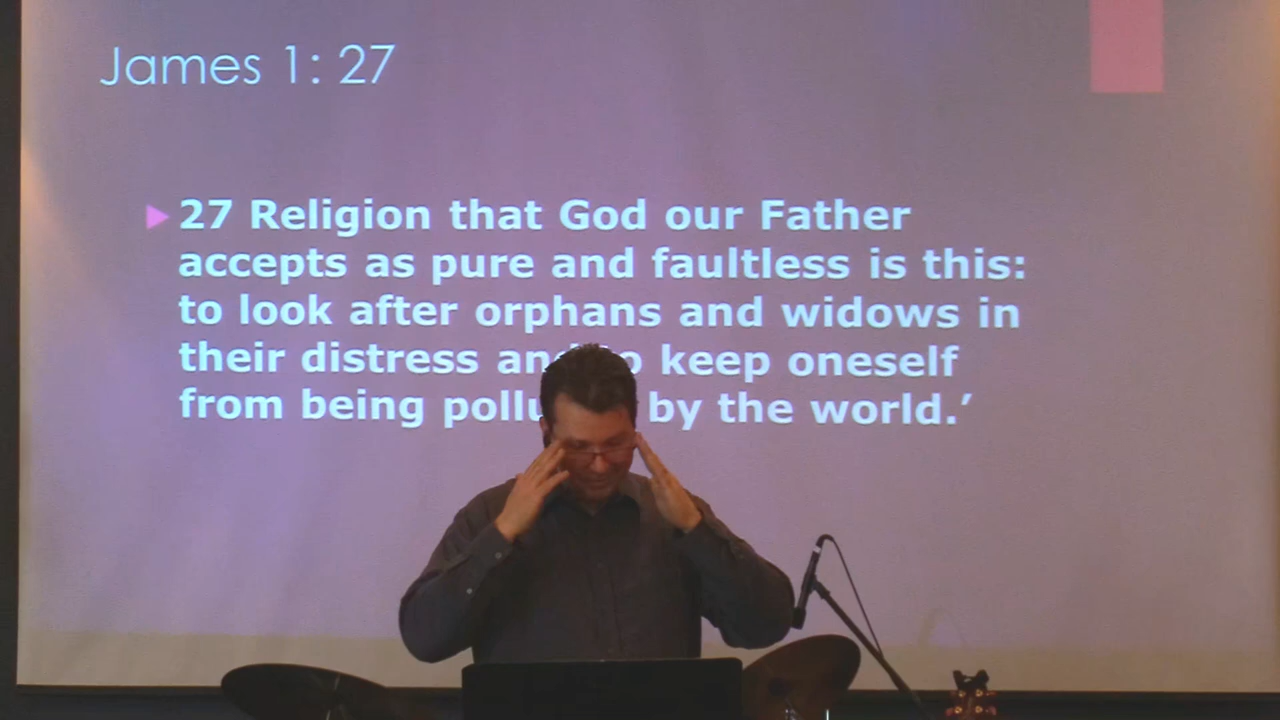 James 1: 27
27 Religion that God our Father
accepts as pure and faultless is this:
to look after orphans and widows in
their distress keep oneself
from being by the world.’